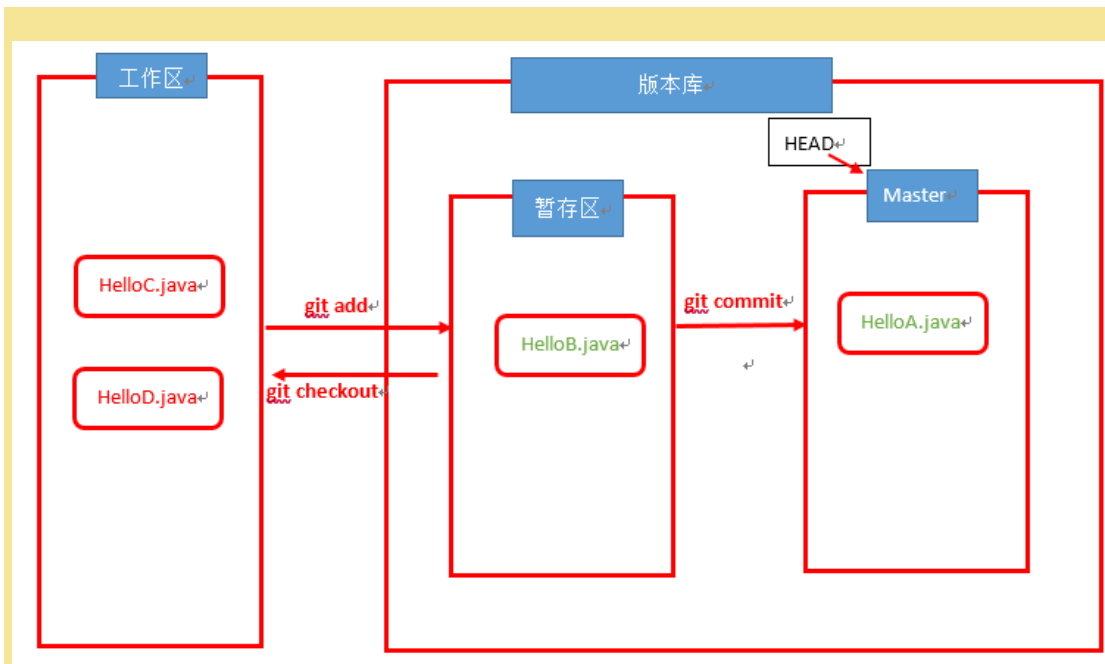 工作区
版本库
HEAD
Master
暂存区
HelloC.java
git add
git commit
HelloA.java
HelloB.java
HelloD.java
git checkout